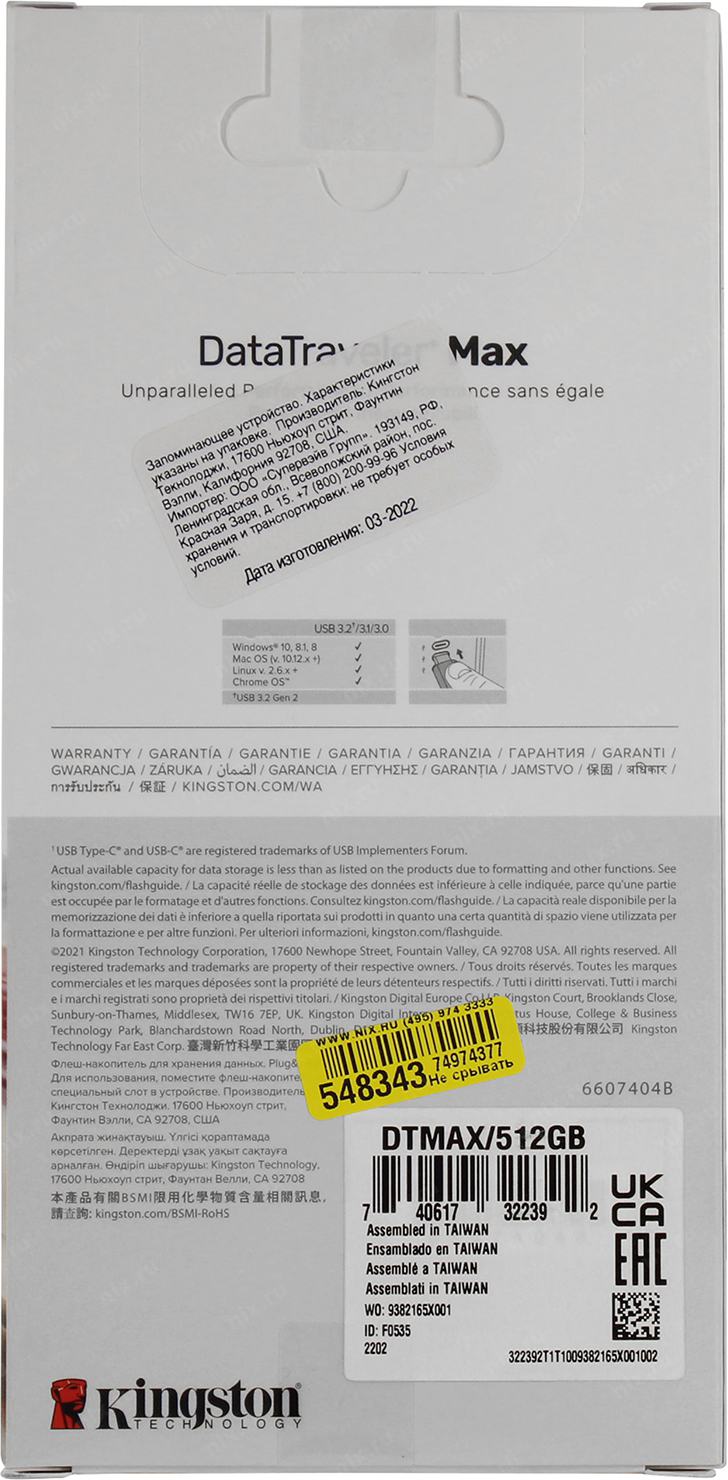 DataTraveler Max
Unparalleled sans égale
Запоминающее устройство. Характеристики
указаны на упаковке. Производитель: Кингстон
Текнолоджи, 17600 Ньюхоуп стрит, Фаунтин
Вэлли, Калифорния 92708, США.
Импортер: ООО «Супервэйв Групп». 193149, РФ,
Ленинградская обл., Всеволожский район, пос.
Красная Заря, д. 15. +7 (800) 200-99-96 Условия
хранения и транспортировки: не требует особых
условий.
Дата изготовления: 03-2022
USB 3.2†/3.1/3.0
Windows® 10, 8.1, 8 ✓
Mac OS (v. 10.12.x +) ✓
Linux v. 2.6.x + ✓
Chrome OS™ ✓
†USB 3.2 Gen 2
WARRANTY / GARANTÍA / GARANTIE / GARANTIA / GARANZIA / ГАРАНТИЯ / GARANTI /
GWARANCJA / ZÁRUKA / الضمان / GARANCIA / ΕΓΓΥΗΣΗΣ / GARANȚIA / JAMSTVO / 保固 / अधिकार /
การรับประกัน / 保証 / KINGSTON.COM/WA
¹ USB Type-C® and USB-C® are registered trademarks of USB Implementers Forum.
Actual available capacity for data storage is less than as listed on the products due to formatting and other functions. See
kingston.com/flashguide. / La capacité réelle de stockage des données est inférieure à celle indiquée, parce qu'une partie
est occupée par le formatage et d'autres fonctions. Consultez kingston.com/flashguide. / La capacità reale disponibile per la
memorizzazione dei dati è inferiore a quella riportata sui prodotti in quanto una certa quantità di spazio viene utilizzata per
la formattazione e per altre funzioni. Per ulteriori informazioni, kingston.com/flashguide.
©2021 Kingston Technology Corporation, 17600 Newhope Street, Fountain Valley, CA 92708 USA. All rights reserved. All
registered trademarks and trademarks are property of their respective owners. / Tous droits réservés. Toutes les marques
commerciales et les marques déposées sont la propriété de leurs détenteurs respectifs. / Tutti i diritti riservati. Tutti i marchi
e i marchi registrati sono proprietà dei rispettivi titolari. / Kingston Digital Europe Kingston Court, Brooklands Close,
Sunbury-on-Thames, Middlesex, TW16 7EP, UK. Kingston Digital House, College & Business
Technology Park, Blanchardstown Road North, Dublin, 科技股份有限公司 Kingston
Technology Far East Corp. 臺灣新竹科學工業園
Флеш-накопитель для хранения данных.
Для использования, поместите
специальный слот в устройстве.
Кингстон Текнолоджи. 17600 Ньюхоуп стрит,
Фаунтин Вэлли, CA 92708, США
Ақпрата жинақтауыш. Үлгісі қораптамада
көрсетілген. Деректерді ұзақ уақыт сақтауға
арналған. Өндіріп шығарушы: Kingston Technology,
17600 Ньюхоуп стрит, Фаунтан Велли, CA 92708
本產品有關BSMI限用化學物質含量相關訊息,
請查詢: kingston.com/BSMI-RoHS
WWW.NIX.RU (495) 974 3333
548343 74974377
Не срывать
6607404B
DTMAX/512GB
7 40617 32239 2
Assembled in TAIWAN
Ensamblado en TAIWAN
Assemblé a TAIWAN
Assemblati in TAIWAN
WO: 9382165X001
ID: F0535
2202
322392T1T1009382165X001002
UK
CA
EAC
Kingston®
TECHNOLOGY